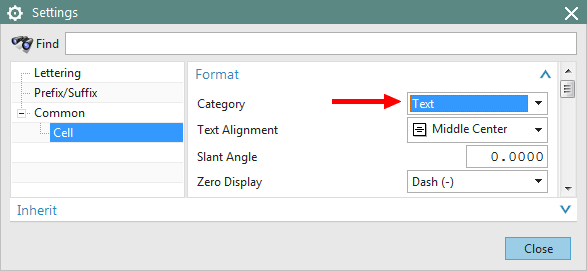 Settings
Find
Lettering
Prefix/Suffix
Common
Cell
Format
Category Text
Text Alignment Middle Center
Slant Angle 0.0000
Zero Display Dash (-)
Inherit
Close